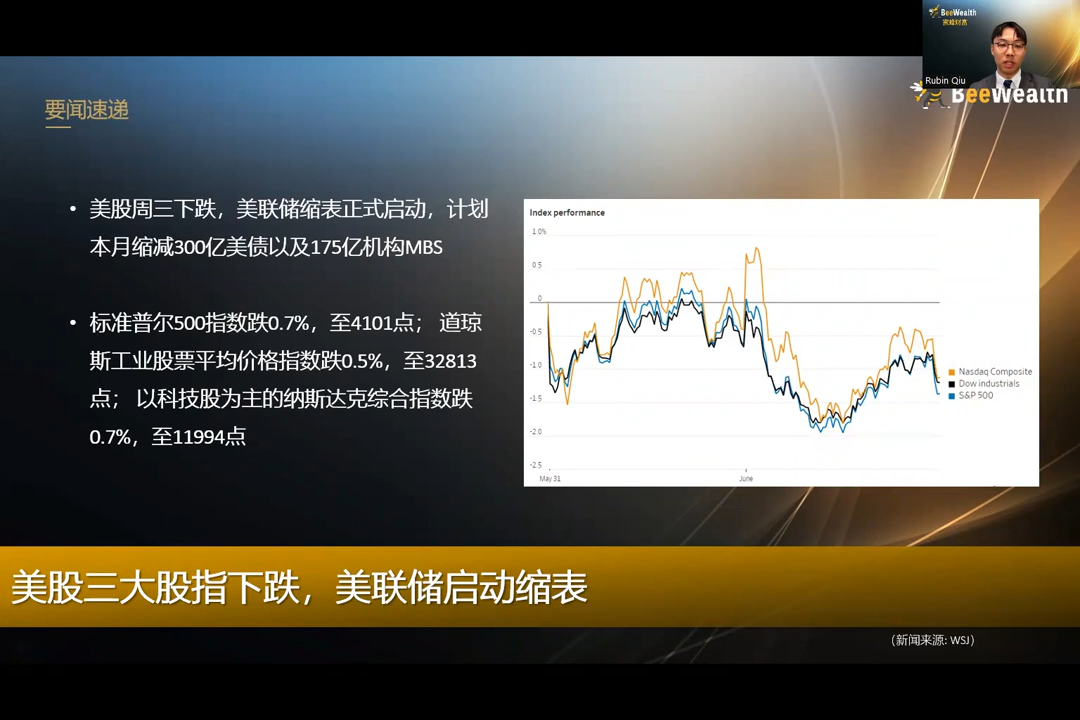 BeeWealth
蜜蜂财富
Rubin Qiu
BeeWealth
要闻速递
• 美股周三下跌，美联储缩表正式启动，计划
本月缩减300亿美债以及175亿机构MBS
• 标准普尔500指数跌0.7%，至4101点； 道琼
斯工业股票平均价格指数跌0.5%，至32813
点； 以科技股为主的纳斯达克综合指数跌
0.7%，至11994点
Index performance
1.0%
0.5
0
-0.5
-1.0
-1.5
-2.0
-2.5
May 31
June
Nasdaq Composite
Dow industrials
S&P 500
美股三大股指下跌，美联储启动缩表
（新闻来源: WSJ）